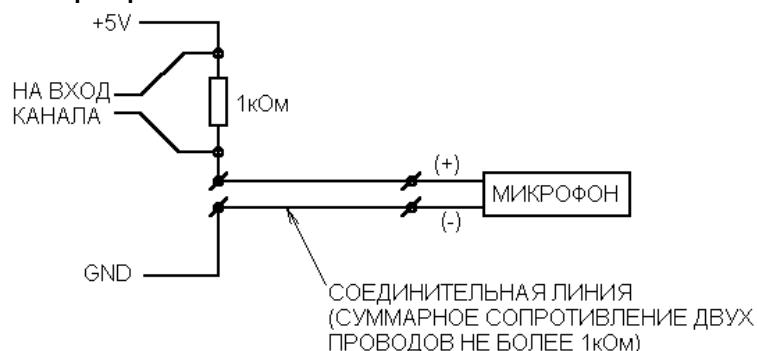 +5V
НА ВХОД
КАНАЛА
1кОм
(+)
МИКРОФОН
(-)
GND
СОЕДИНИТЕЛЬНАЯ ЛИНИЯ
(СУММАРНОЕ СОПРОТИВЛЕНИЕ ДВУХ
ПРОВОДОВ НЕ БОЛЕЕ 1кОм)